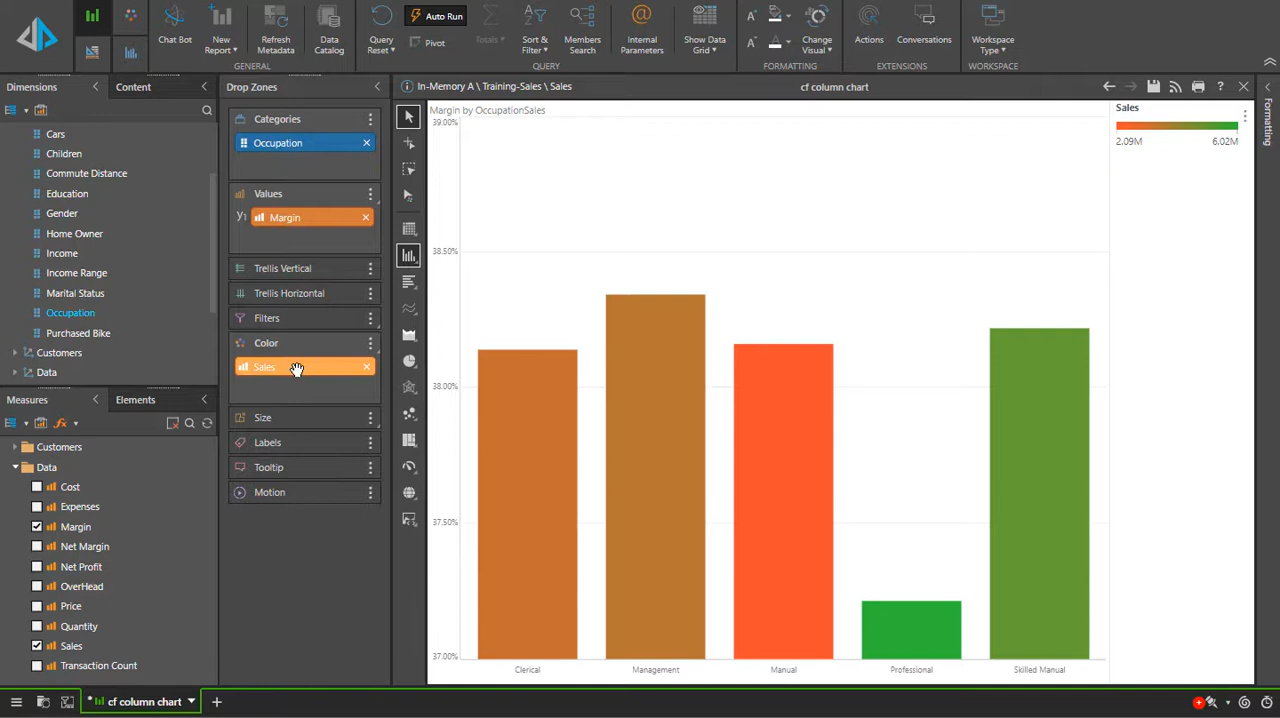 Chat Bot
New Report
Refresh Metadata
Data Catalog
GENERAL
Query Reset
Auto Run
Pivot
Totals
Sort & Filter
Members Search
QUERY
Internal Parameters
Show Data Grid
A
A
A
Change Visual
FORMATTING
Actions
Conversations
EXTENSIONS
Workspace Type
WORKSPACE
Dimensions
Content
Cars
Children
Commute Distance
Education
Gender
Home Owner
Income
Income Range
Marital Status
Occupation
Purchased Bike
Customers
Data
Measures
Elements
Customers
Data
Cost
Expenses
Margin
Net Margin
Net Profit
OverHead
Price
Quantity
Sales
Transaction Count
Drop Zones
Categories
Occupation
Values
y1 Margin
Trellis Vertical
Trellis Horizontal
Filters
Color
Sales
Size
Labels
Tooltip
Motion
In-Memory A \ Training-Sales \ Sales
cf column chart
Margin by OccupationSales
39.00%
38.50%
38.00%
37.50%
37.00%
Clerical Management Manual Professional Skilled Manual
Sales
2.09M 6.02M
Formatting
* cf column chart